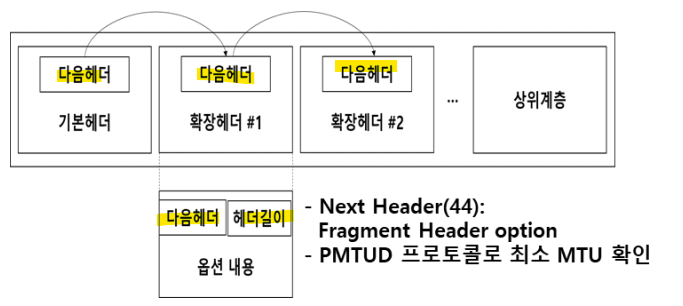 다음헤더
다음헤더
다음헤더
기본헤더
확장헤더 #1
확장헤더 #2
...
상위계층
다음헤더
헤더길이
옵션 내용
- Next Header(44):
Fragment Header option
- PMTUD 프로토콜로 최소 MTU 확인